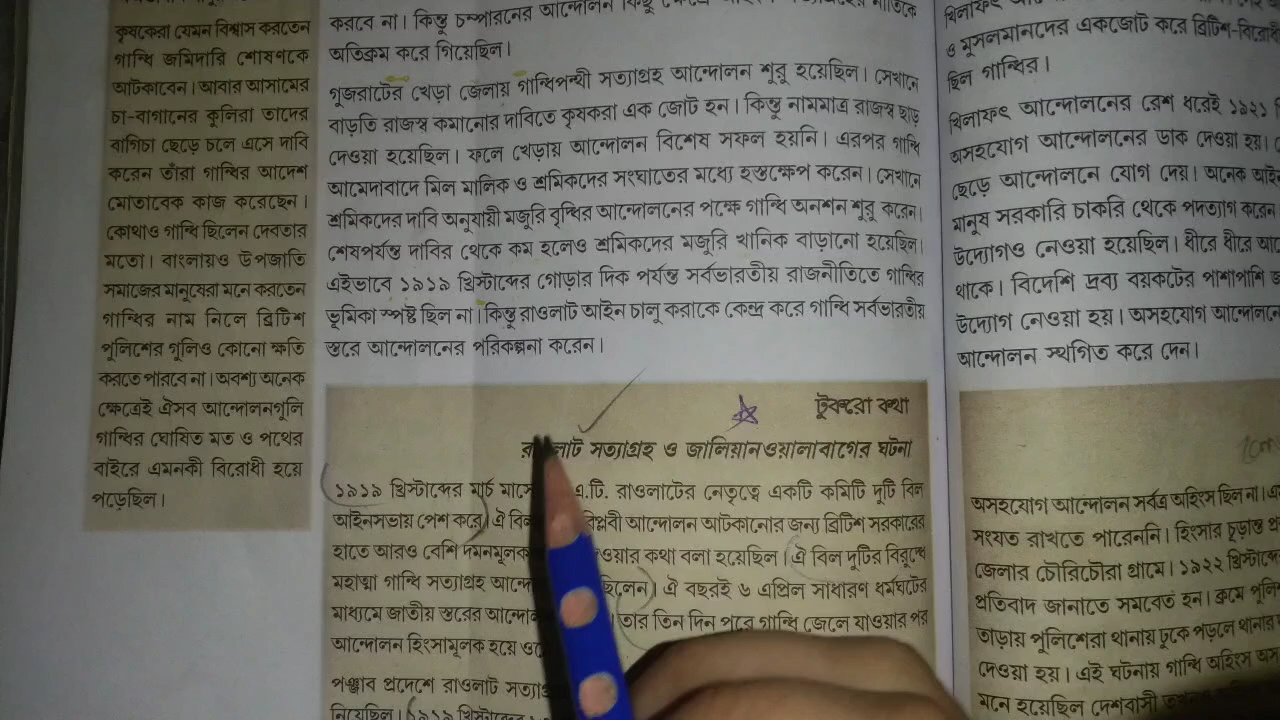 কৃষকেরা যেমন বিশ্বাস করতেন
গান্ধি জমিদারি শোষণকে
আটকাবেন। আবার আসামের
চা-বাগানের কুলিরা তাদের
বাগিচা ছেড়ে চলে এসে দাবি
করেন তাঁরা গান্ধির আদেশ
মোতাবেক কাজ করেছেন।
কোথাও গান্ধি ছিলেন দেবতার
মতো। বাংলায়ও উপজাতি
সমাজের মানুষেরা মনে করতেন
গান্ধির নাম নিলে ব্রিটিশ
পুলিশের গুলিও কোনো ক্ষতি
করতে পারবে না। অবশ্য অনেক
ক্ষেত্রেই ঐসব আন্দোলনগুলি
গান্ধির ঘোষিত মত ও পথের
বাইরে এমনকী বিরোধী হয়ে
পড়েছিল।
করবে না। কিন্তু চম্পারনের আন্দোলন কিছু
অতিক্রম করে গিয়েছিল।
গুজরাটের খেড়া জেলায় গান্ধিপন্থী সত্যাগ্রহ আন্দোলন শুরু হয়েছিল। সেখানে
বাড়তি রাজস্ব কমানোর দাবিতে কৃষকরা এক জোট হন। কিন্তু নামমাত্র রাজস্ব ছাড়
দেওয়া হয়েছিল। ফলে খেড়ায় আন্দোলন বিশেষ সফল হয়নি। এরপর গান্ধি
আমেদাবাদে মিল মালিক ও শ্রমিকদের সংঘাতের মধ্যে হস্তক্ষেপ করেন। সেখানে
শ্রমিকদের দাবি অনুযায়ী মজুরি বৃদ্ধির আন্দোলনের পক্ষে গান্ধি অনশন শুরু করেন।
শেষপর্যন্ত দাবির থেকে কম হলেও শ্রমিকদের মজুরি খানিক বাড়ানো হয়েছিল।
এইভাবে ১৯১৯ খ্রিস্টাব্দের গোড়ার দিক পর্যন্ত সর্বভারতীয় রাজনীতিতে গান্ধির
ভূমিকা স্পষ্ট ছিল না। কিন্তু রাওলাট আইন চালু করাকে কেন্দ্র করে গান্ধি সর্বভারতীয়
স্তরে আন্দোলনের পরিকল্পনা করেন।
টুকরো কথা
সত্যাগ্রহ ও জালিয়ানওয়ালাবাগের ঘটনা
১৯১৯ খ্রিস্টাব্দের মার্চ এ.টি. রাওলাটের নেতৃত্বে একটি কমিটি দুটি বিল
আইনসভায় পেশ করে। ঐ বিপ্লবী আন্দোলন আটকানোর জন্য ব্রিটিশ সরকারের
হাতে আরও বেশি কথা বলা হয়েছিল। ঐ বিল দুটির বিরুদ্ধে
মহাত্মা গান্ধি সত্যাগ্রহ ঐ বছরই ৬ এপ্রিল সাধারণ ধর্মঘটের
মাধ্যমে জাতীয় স্তরের তার তিন দিন পরে গান্ধি জেলে যাওয়ার পর
আন্দোলন হিংসামূলক হয়ে
পঞ্জাব প্রদেশে রাওলাট
নিয়েছিল। ১৯১৯
ও মুসলমানদের একজোট করে
ছিল গান্ধির।
খিলাফৎ আন্দোলনের রেশ ধরেই ১৯২১
অসহযোগ আন্দোলনের ডাক দেওয়া হয়।
ছেড়ে আন্দোলনে যোগ দেয়। অনেক
মানুষ সরকারি চাকরি থেকে পদত্যাগ করেন
উদ্যোগও নেওয়া হয়েছিল। ধীরে ধীরে
থাকে। বিদেশি দ্রব্য বয়কটের পাশাপাশি
উদ্যোগ নেওয়া হয়। অসহযোগ আন্দোলনে
আন্দোলন স্থগিত করে দেন।
অসহযোগ আন্দোলন সর্বত্র অহিংস ছিল না।
সংযত রাখতে পারেননি। হিংসার চূড়ান্ত
জেলার চৌরিচৌরা গ্রামে। ১৯২২
প্রতিবাদ জানাতে সমবেত হন। ক্রমে
তাড়ায় পুলিশেরা থানায় ঢুকে পড়লে থানার
দেওয়া হয়। এই ঘটনায় গান্ধি অহিংস
মনে হয়েছিল দেশবাসী